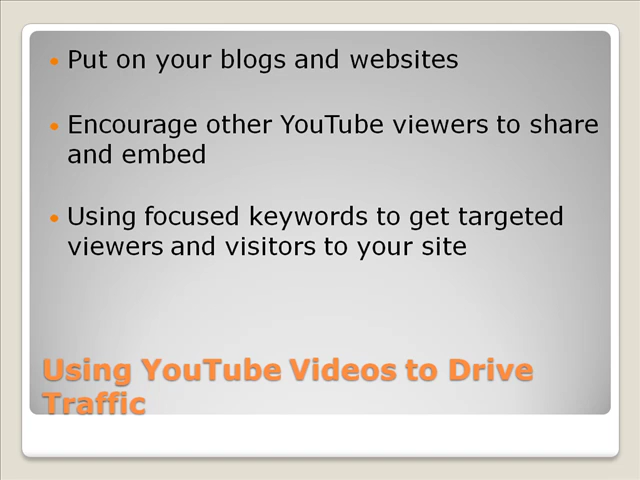 Put on your blogs and websites
Encourage other YouTube viewers to share
and embed
Using focused keywords to get targeted
viewers and visitors to your site
Using YouTube Videos to Drive
Traffic